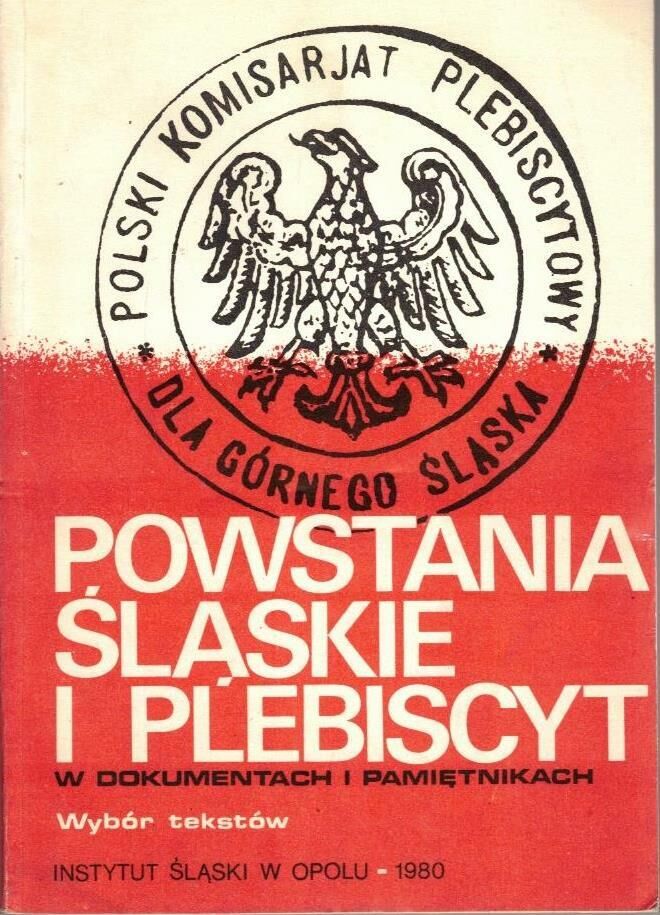 POLSKI KOMISARJAT PLEBISCYTOWY
* DLA GÓRNEGO ŚLĄSKA *
POWSTANIA
ŚLĄSKIE
I PLEBISCYT
W DOKUMENTACH I PAMIĘTNIKACH
Wybór tekstów
INSTYTUT ŚLĄSKI W OPOLU - 1980